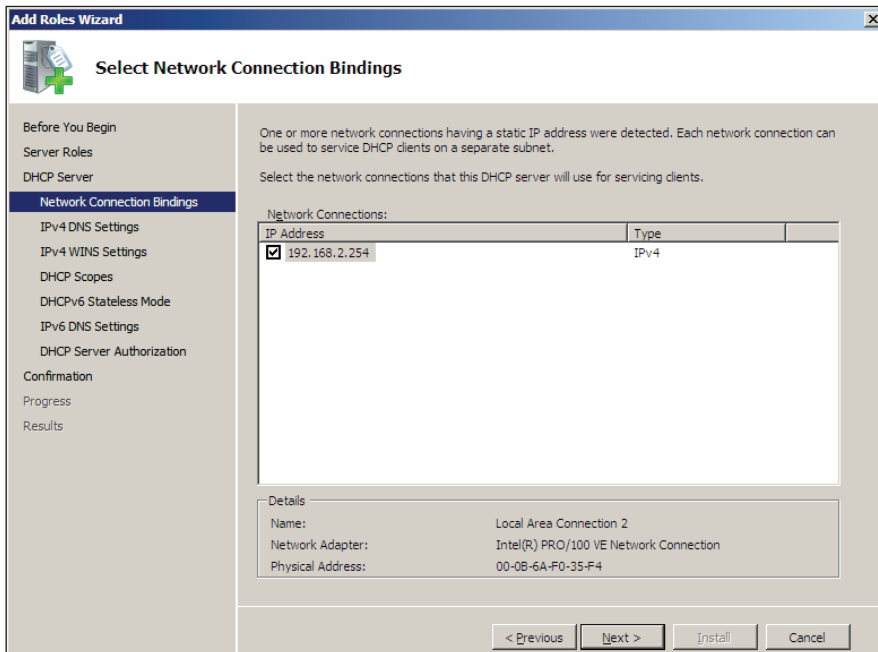 Add Roles Wizard
Select Network Connection Bindings
Before You Begin
Server Roles
DHCP Server
Network Connection Bindings
IPv4 DNS Settings
IPv4 WINS Settings
DHCP Scopes
DHCPv6 Stateless Mode
IPv6 DNS Settings
DHCP Server Authorization
Confirmation
Progress
Results
One or more network connections having a static IP address were detected. Each network connection can
be used to service DHCP clients on a separate subnet.
Select the network connections that this DHCP server will use for servicing clients.
Network Connections:
IP Address Type
192.168.2.254 IPv4
Details
Name: Local Area Connection 2
Network Adapter: Intel(R) PRO/100 VE Network Connection
Physical Address: 00-0B-6A-F0-35-F4
< Previous Next > Install Cancel